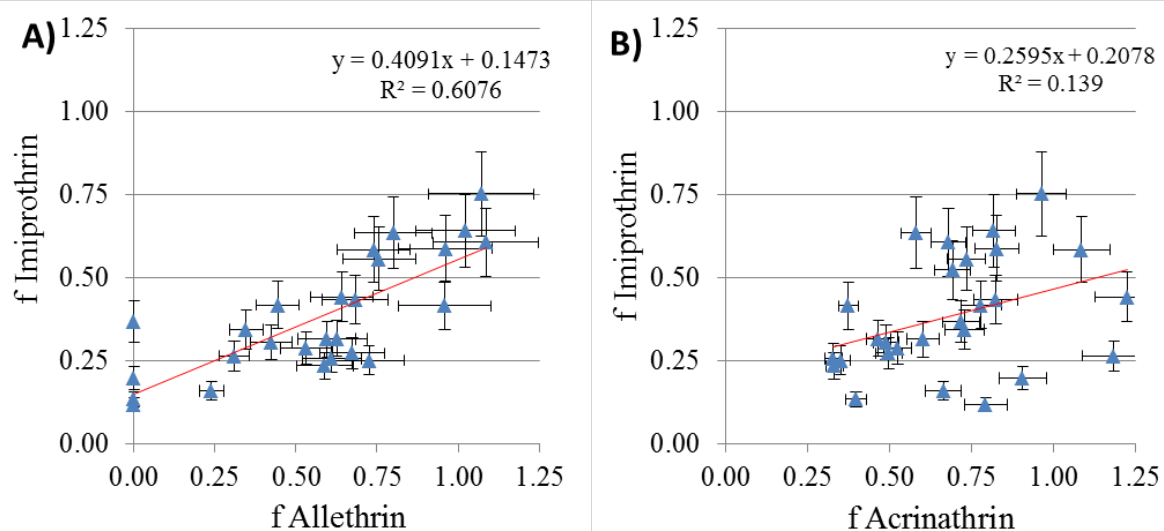 A)
y = 0.4091x + 0.1473
R² = 0.6076
1.25
1.00
0.75
0.50
0.25
0.00
f Imiprothrin
0.00 0.25 0.50 0.75 1.00 1.25
f Allethrin
B)
y = 0.2595x + 0.2078
R² = 0.139
1.25
1.00
0.75
0.50
0.25
0.00
f Imiprothrin
0.00 0.25 0.50 0.75 1.00 1.25
f Acrinathrin